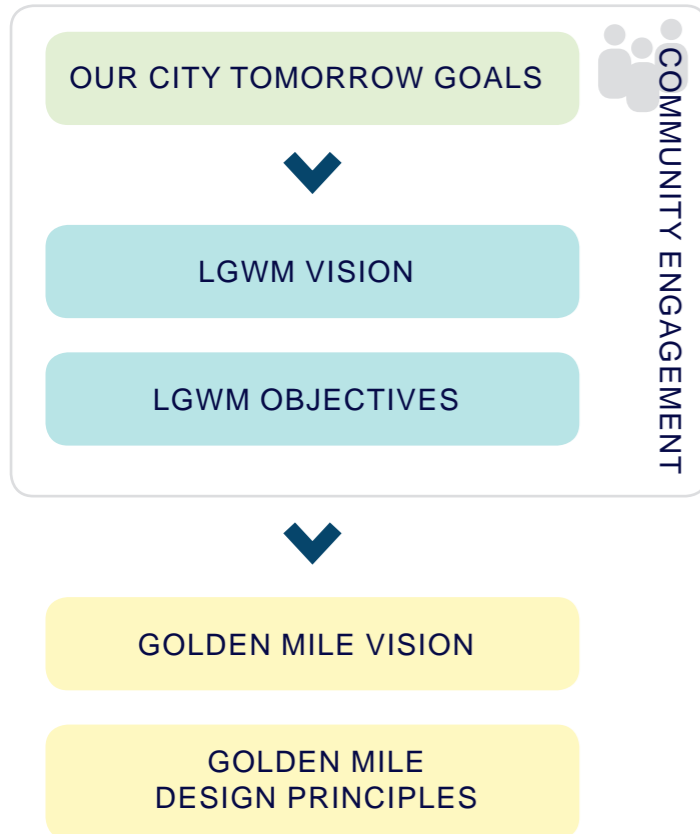 OUR CITY TOMORROW GOALS
COMMUNITY ENGAGEMENT
LGWM VISION
LGWM OBJECTIVES
GOLDEN MILE VISION
GOLDEN MILE
DESIGN PRINCIPLES